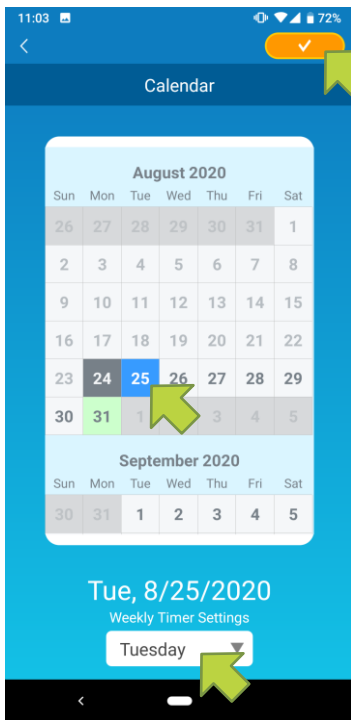 11:03 72%
Calendar
August 2020
Sun Mon Tue Wed Thu Fri Sat
26 27 28 29 30 31 1
2 3 4 5 6 7 8
9 10 11 12 13 14 15
16 17 18 19 20 21 22
23 24 25 26 27 28 29
30 31 1 3 4 5
September 2020
Sun Mon Tue Wed Thu Fri Sat
30 31 1 2 3 4 5
Tue, 8/25/2020
Weekly Timer Settings
Tuesday